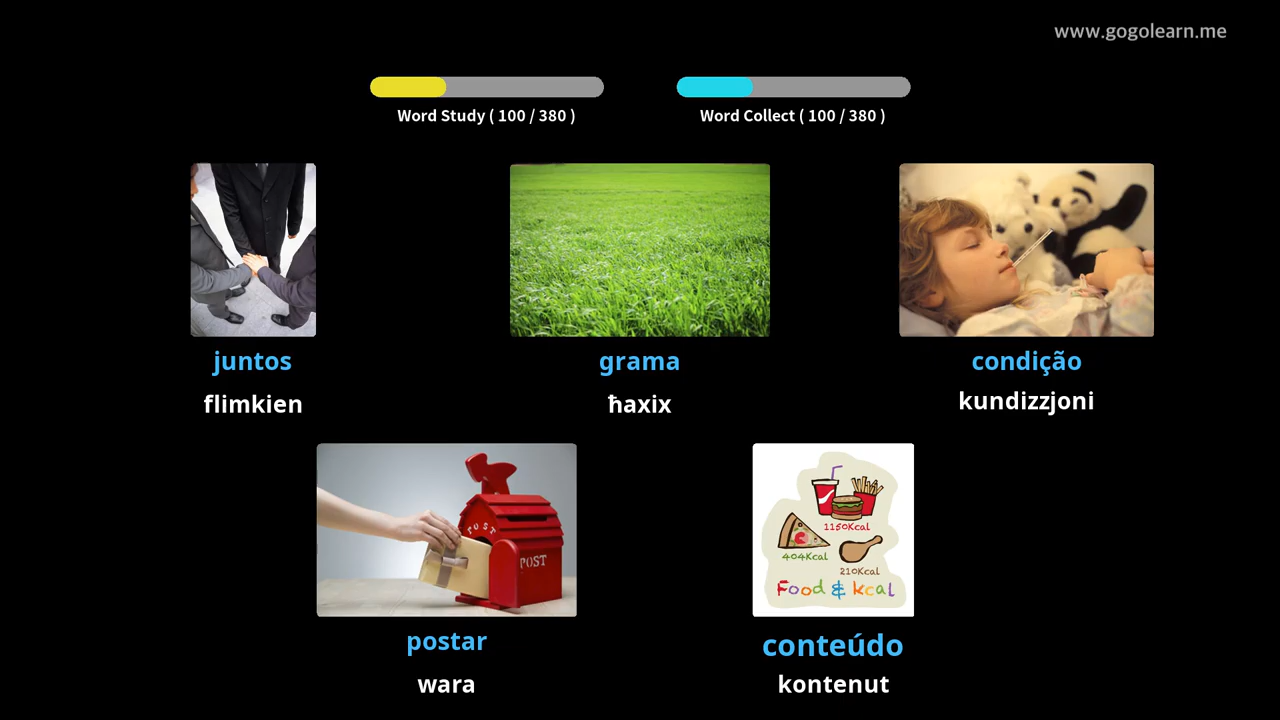 www.gogolearn.me
Word Study ( 100 / 380 )
Word Collect ( 100 / 380 )
juntos
flimkien
grama
ħaxix
condição
kundizzjoni
POST
POST
postar
wara
1150Kcal
404Kcal
210Kcal
Food & kcal
conteúdo
kontenut